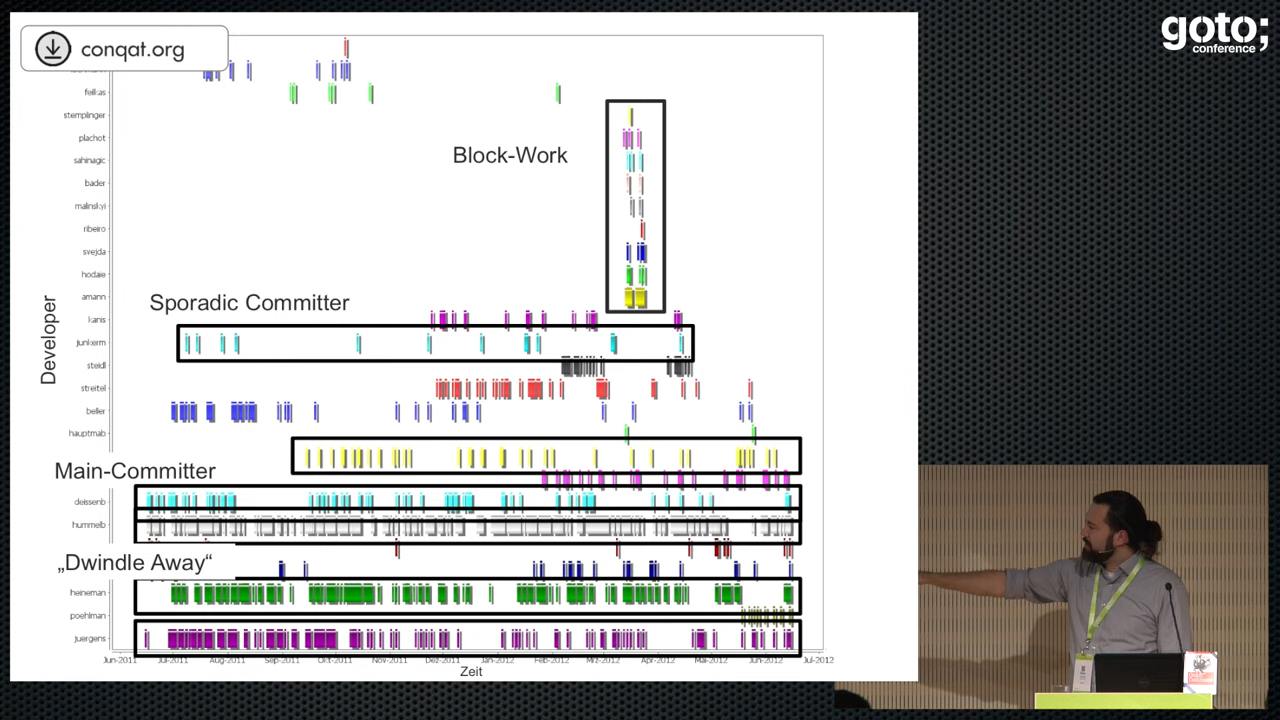 conqat.org
goto;
conference
feilkas
stemplinger
plachot
Block-Work
sahinagic
bader
malinskyi
ribeiro
svejda
hodaie
amann
Sporadic Committer
kanis
junkerm
steidl
Developer
streitel
beller
hauptmab
Main-Committer
deissenb
hummelb
„Dwindle Away“
heineman
poehlman
juergens
Jun-2011 Jul-2011 Aug-2011 Sep-2011 Okt-2011 Nov-2011 Dez-2011 Jan-2012 Feb-2012 Mrz-2012 Apr-2012 Mai-2012 Jun-2012 Jul-2012
Zeit